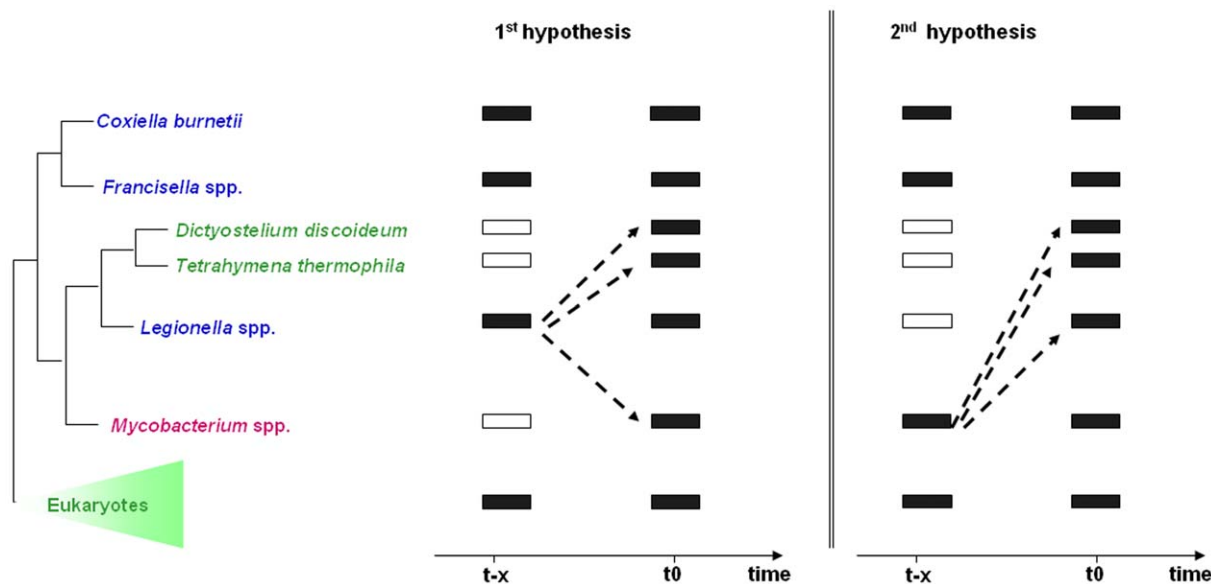 1st hypothesis
2nd hypothesis
Coxiella burnetii
Francisella spp.
Dictyostelium discoideum
Tetrahymena thermophila
Legionella spp.
Mycobacterium spp.
Eukaryotes
t-x t0 time
t-x t0 time